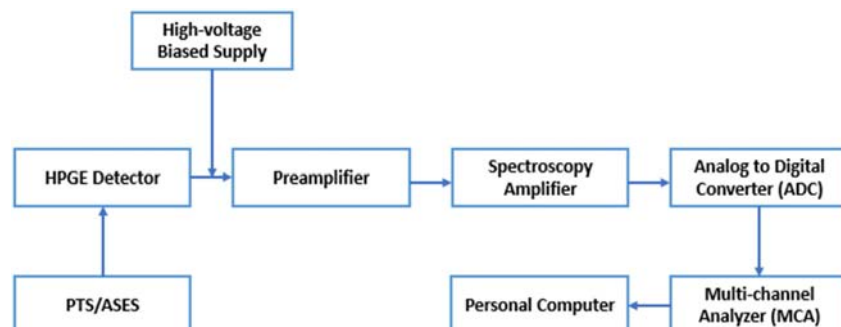 High-voltage
Biased Supply
HPGE Detector
Preamplifier
Spectroscopy
Amplifier
Analog to Digital
Converter (ADC)
PTS/ASES
Personal Computer
Multi-channel
Analyzer (MCA)